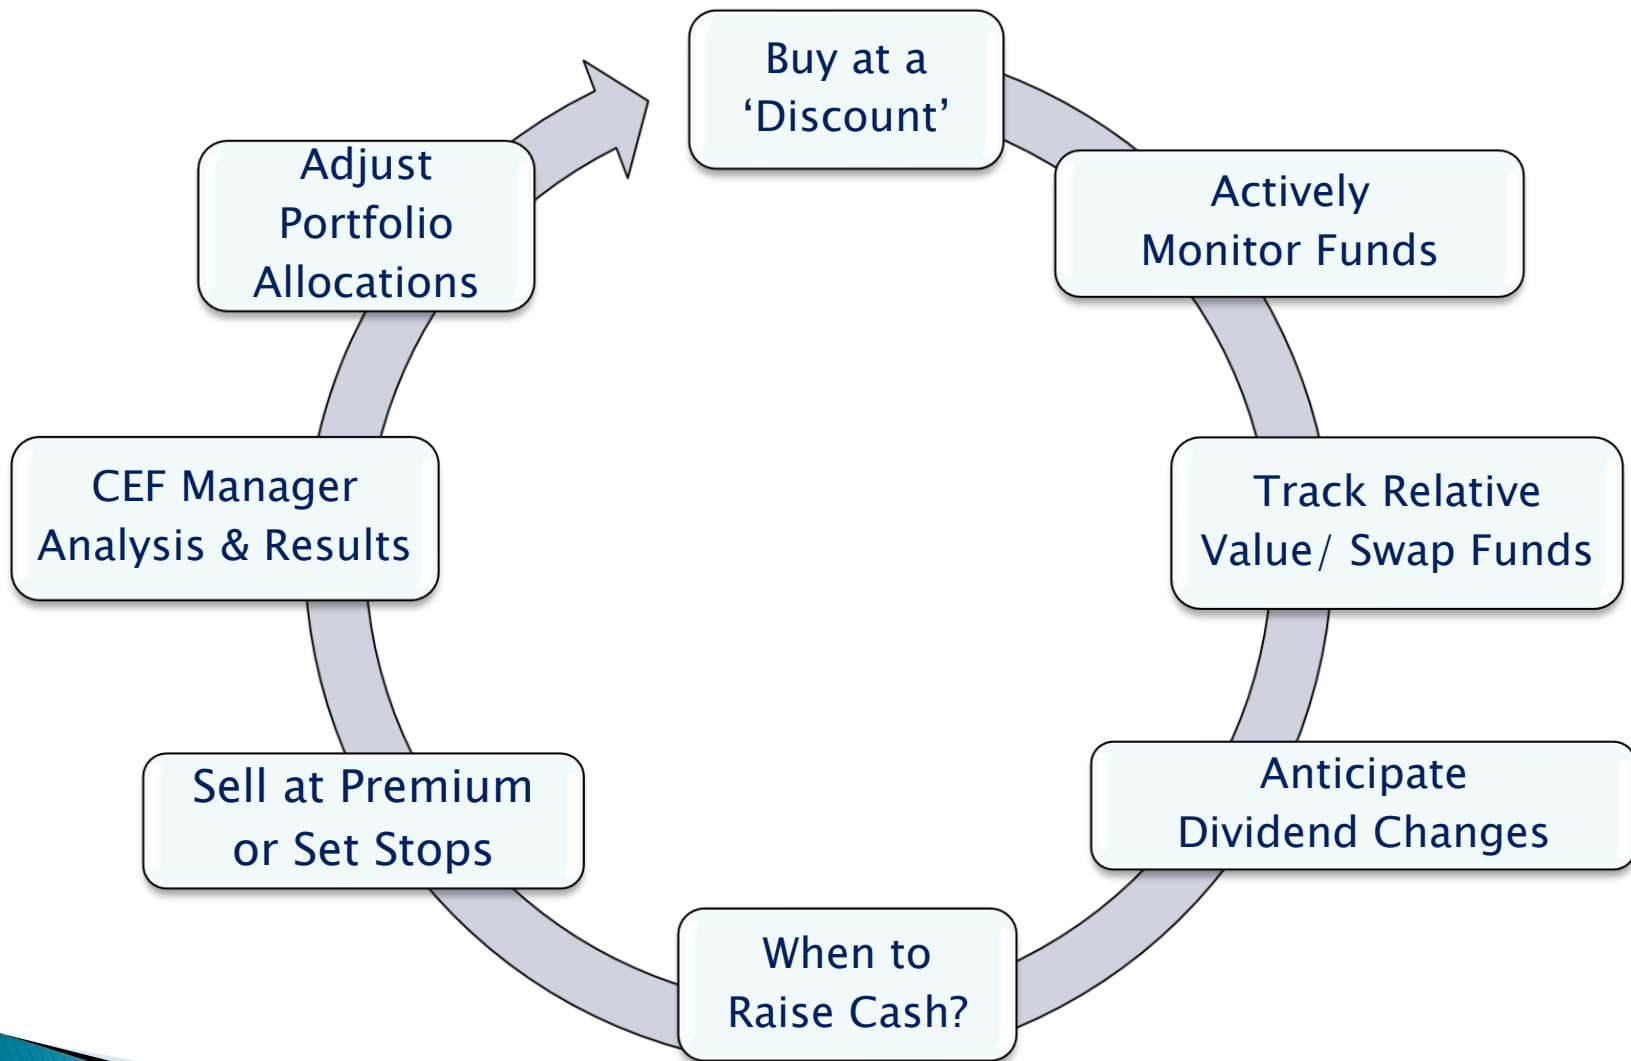 Buy at a
‘Discount’
Actively
Monitor Funds
Track Relative
Value/ Swap Funds
Anticipate
Dividend Changes
When to
Raise Cash?
Sell at Premium
or Set Stops
CEF Manager
Analysis & Results
Adjust
Portfolio
Allocations